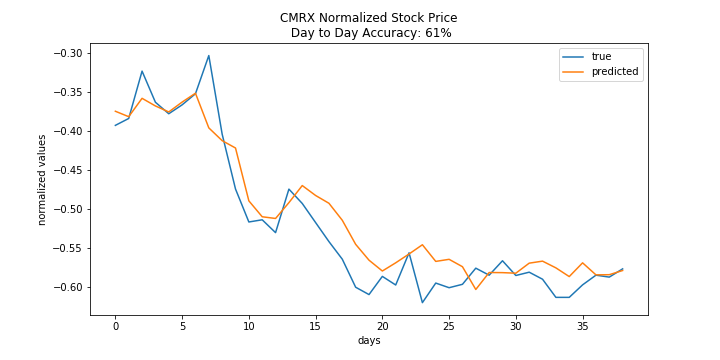 CMRX Normalized Stock Price
Day to Day Accuracy: 61%
true
predicted
normalized values
−0.30
−0.35
−0.40
−0.45
−0.50
−0.55
−0.60
0 5 10 15 20 25 30 35
days